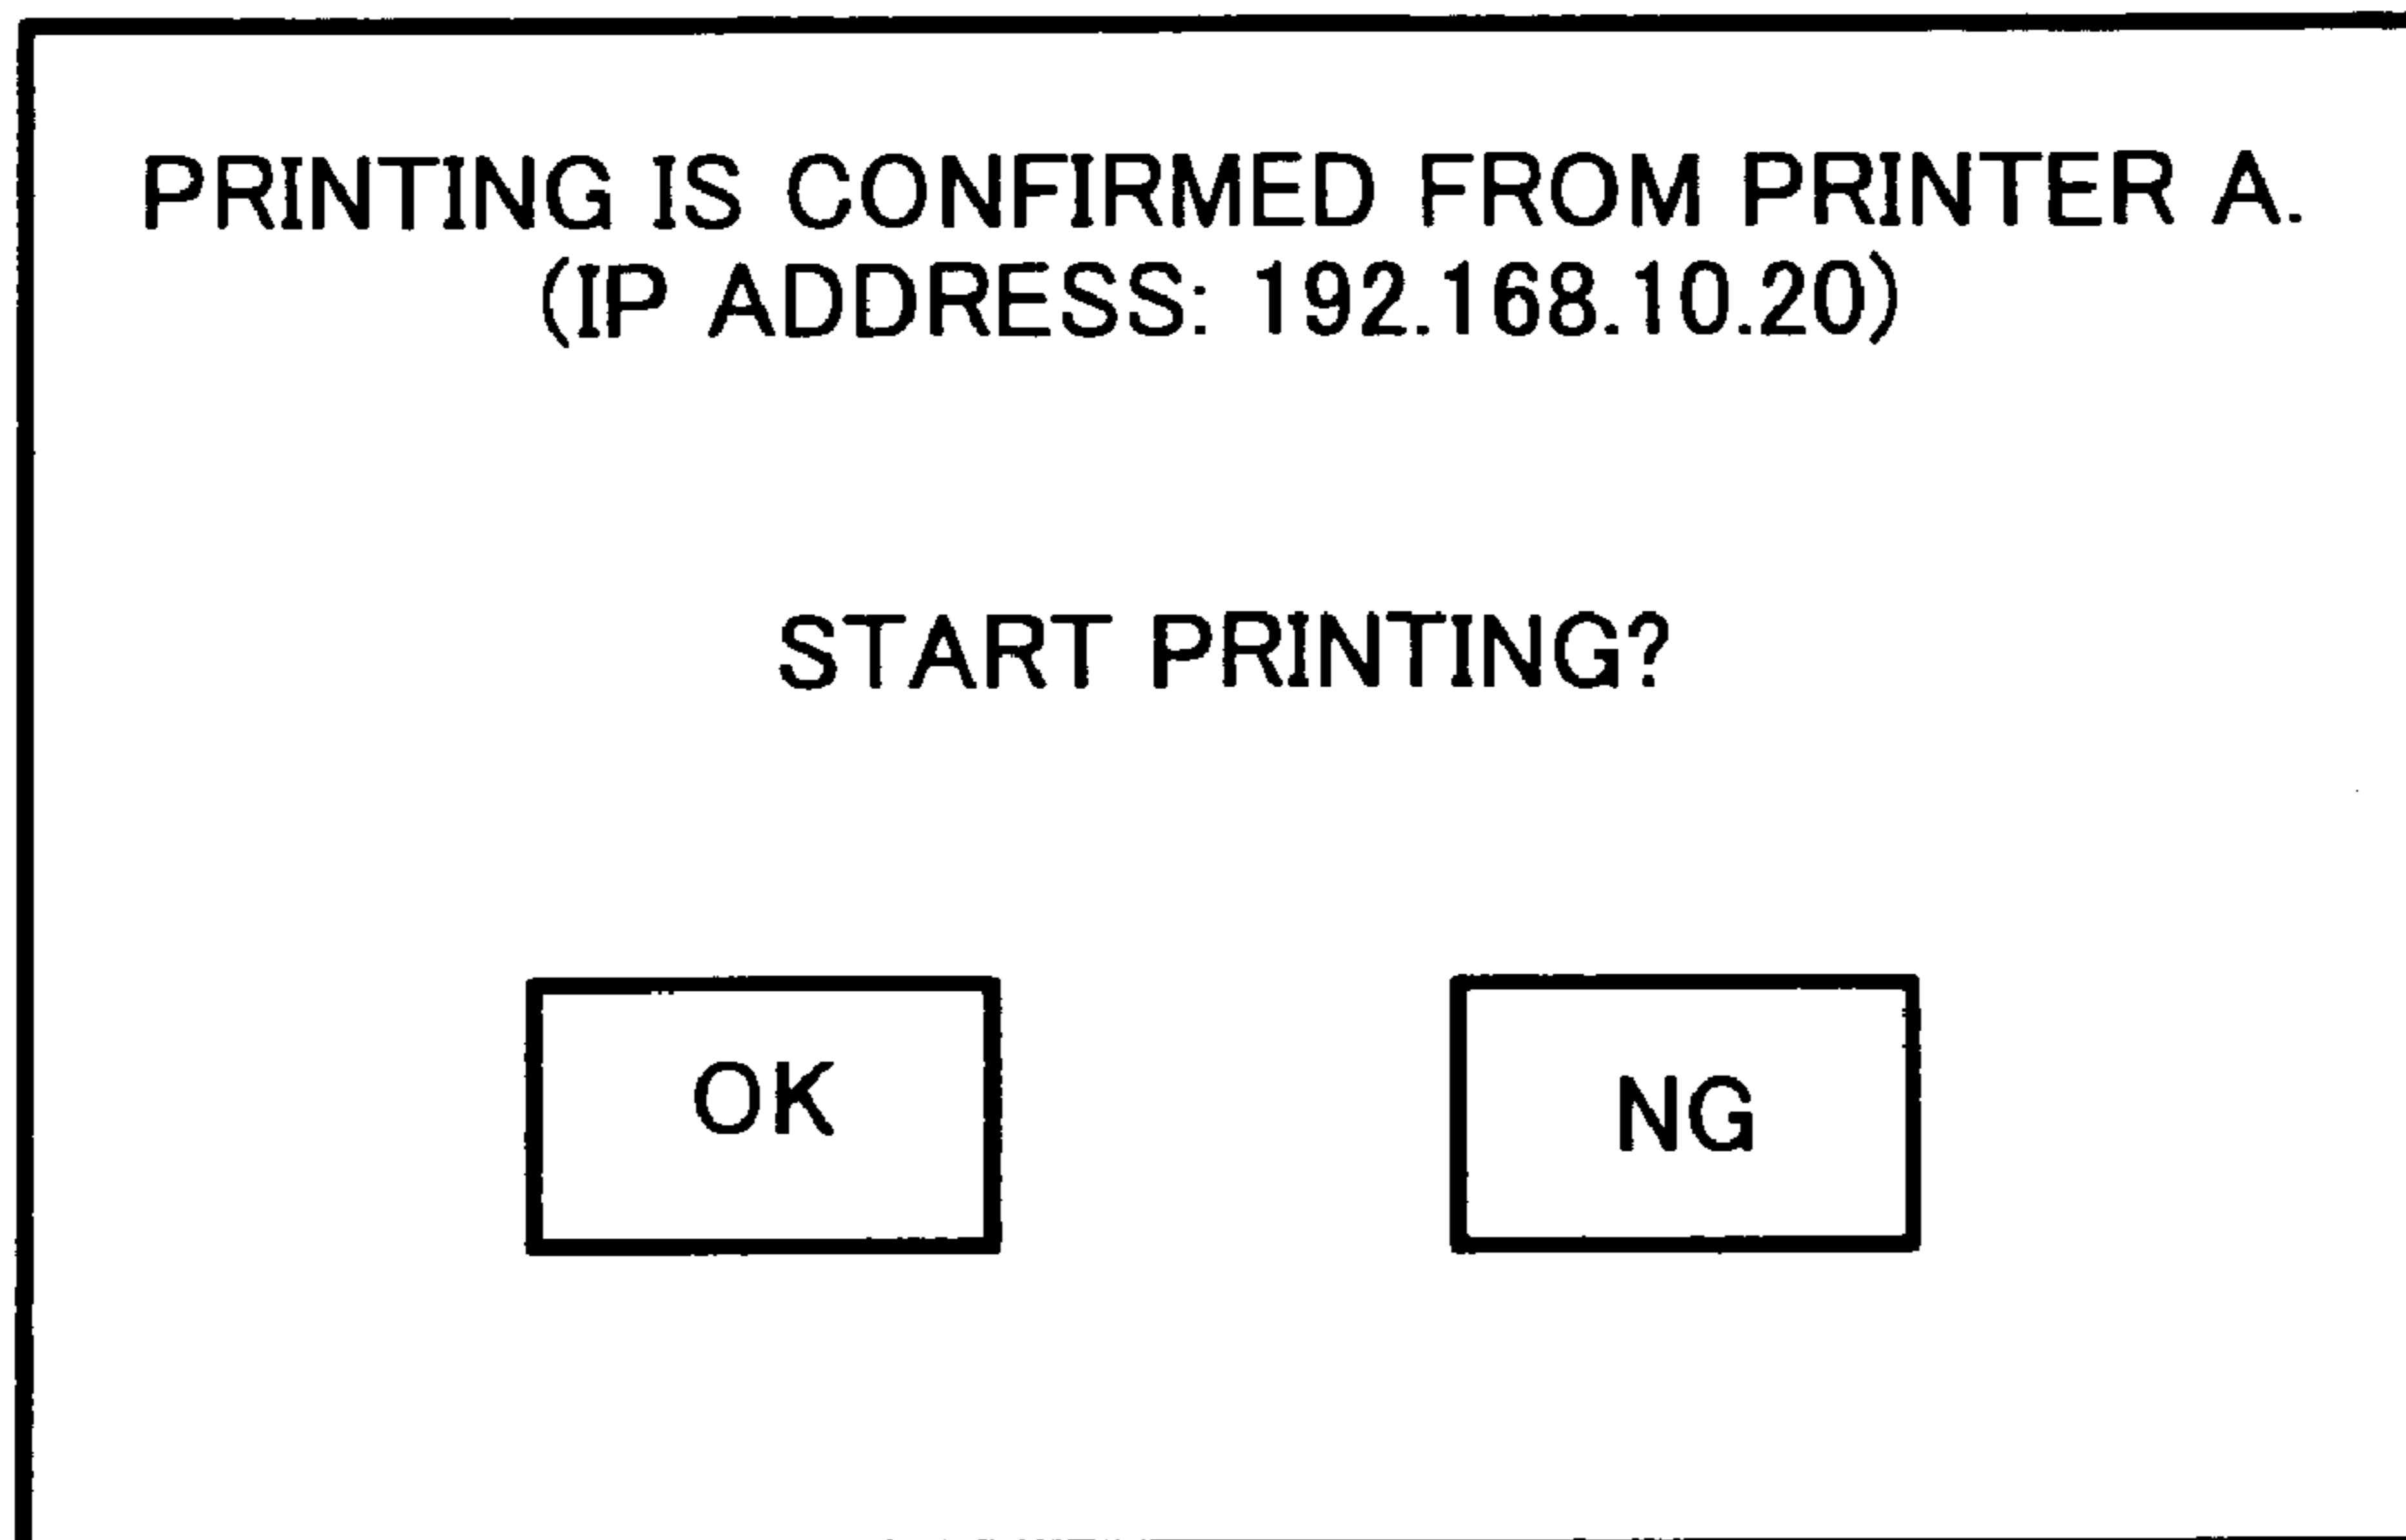 PRINTING IS CONFIRMED FROM PRINTER A.
(IP ADDRESS: 192.168.10.20)
START PRINTING?
OK
NG